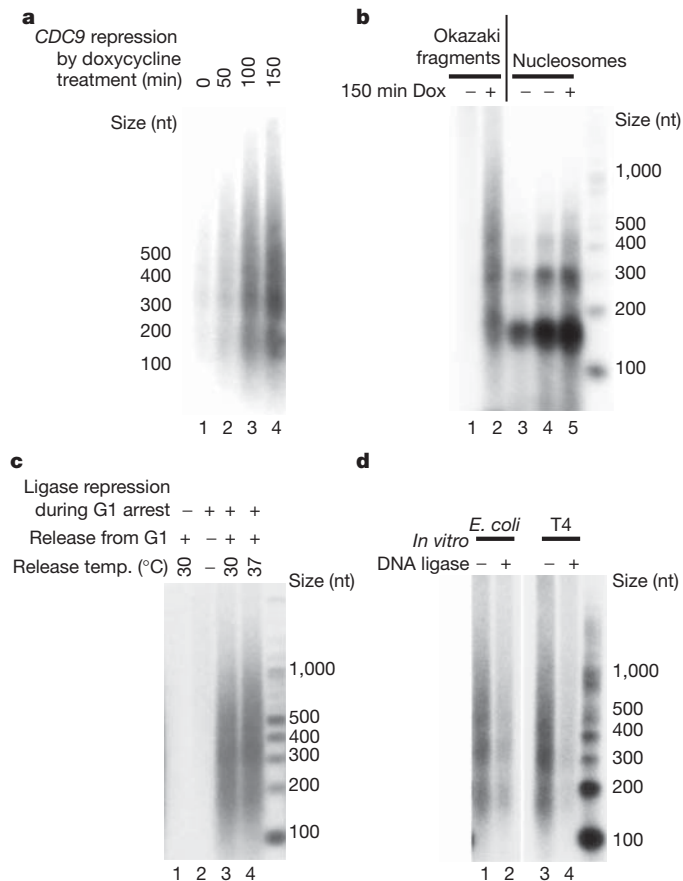 a
CDC9 repression
by doxycycline
treatment (min)
0
50
100
150
Size (nt)
500
400
300
200
100
1 2 3 4
b
Okazaki
fragments
Nucleosomes
150 min Dox − + − − +
Size (nt)
1,000
500
400
300
200
100
1 2 3 4 5
c
Ligase repression
during G1 arrest − + + +
Release from G1 + − + +
Release temp. (°C) 30 − 30 37
Size (nt)
1,000
500
400
300
200
100
1 2 3 4
d
E. coli T4
In vitro
DNA ligase − + − +
Size (nt)
1,000
500
400
300
200
100
1 2 3 4